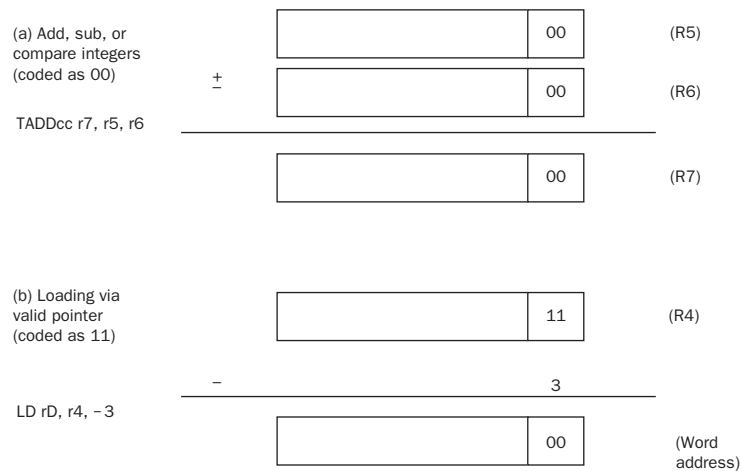 (a) Add, sub, or
compare integers
(coded as 00)
00 (R5)
+
−
00 (R6)
TADDcc r7, r5, r6
00 (R7)
(b) Loading via
valid pointer
(coded as 11)
11 (R4)
− 3
LD rD, r4, −3
00 (Word
address)